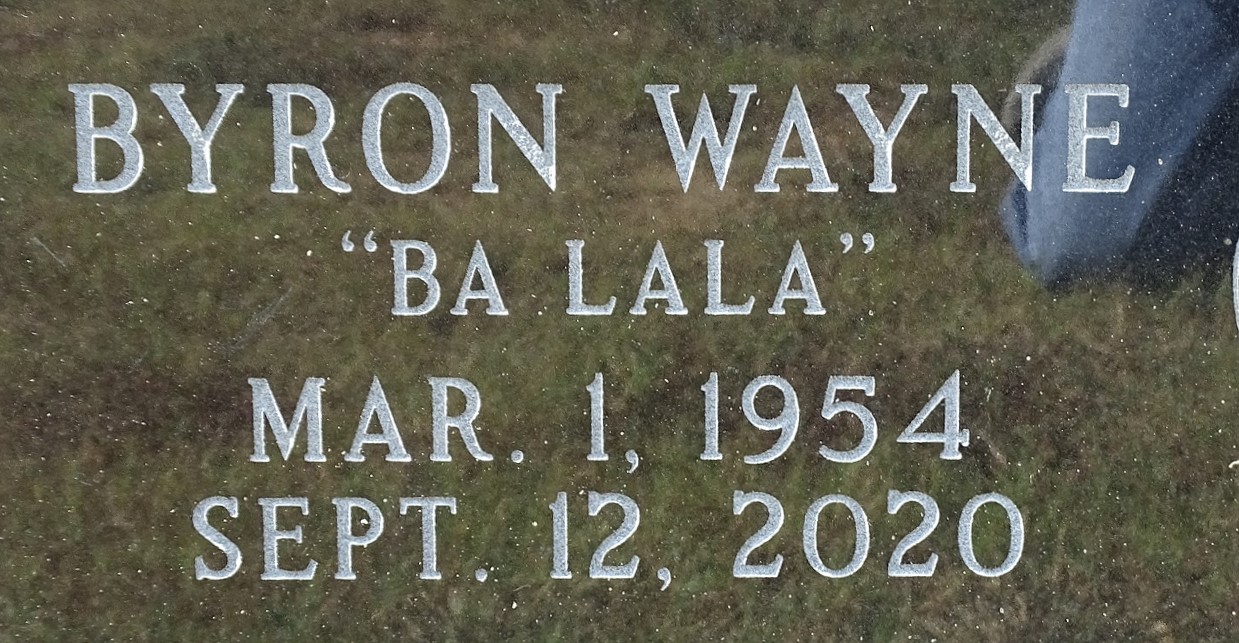 BYRON WAYNE
“BA LALA”
MAR. 1, 1954
SEPT. 12, 2020